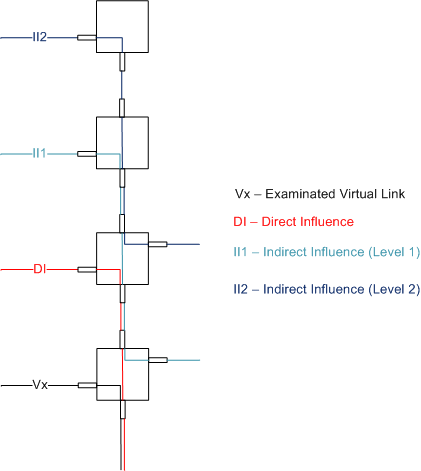 II2
II1
Vx – Examinated Virtual Link
DI – Direct Influence
II1 – Indirect Influence (Level 1)
DI
II2 – Indirect Influence (Level 2)
Vx